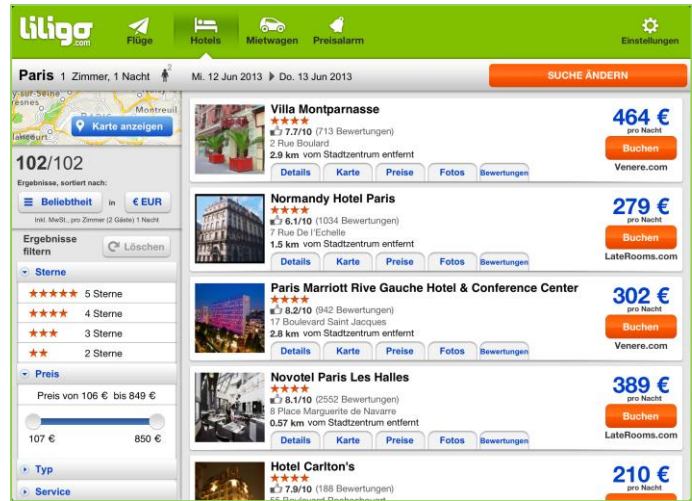 liligo
.com
Flüge
Hotels
Mietwagen
Preisalarm
Einstellungen
Paris 1 Zimmer, 1 Nacht 2
Mi. 12 Jun 2013 Do. 13 Jun 2013
SUCHE ÄNDERN
Montreuil
Karte anzeigen
102/102
Ergebnisse, sortiert nach:
Beliebtheit in € EUR
Inkl. MwSt., pro Zimmer (2 Gäste) 1 Nacht
Ergebnisse
filtern
Löschen
Sterne
5 Sterne
4 Sterne
3 Sterne
2 Sterne
Preis
Preis von 106 € bis 849 €
107 € 850 €
Typ
Service
Villa Montparnasse
7.7/10 (713 Bewertungen)
2 Rue Boulard
2.9 km vom Stadtzentrum entfernt
Details Karte Preise Fotos Bewertungen
464 €
pro Nacht
Buchen
Venere.com
Normandy Hotel Paris
6.1/10 (1034 Bewertungen)
7 Rue De l'Echelle
1.5 km vom Stadtzentrum entfernt
Details Karte Preise Fotos Bewertungen
279 €
pro Nacht
Buchen
LateRooms.com
Paris Marriott Rive Gauche Hotel & Conference Center
8.2/10 (942 Bewertungen)
17 Boulevard Saint Jacques
2.8 km vom Stadtzentrum entfernt
Details Karte Preise Fotos Bewertungen
302 €
pro Nacht
Buchen
Venere.com
Novotel Paris Les Halles
8.1/10 (2552 Bewertungen)
8 Place Marguerite de Navarre
0.57 km vom Stadtzentrum entfernt
Details Karte Preise Fotos Bewertungen
389 €
pro Nacht
Buchen
LateRooms.com
Hotel Carlton's
7.9/10 (188 Bewertungen)
210 €
pro Nacht
Buchen